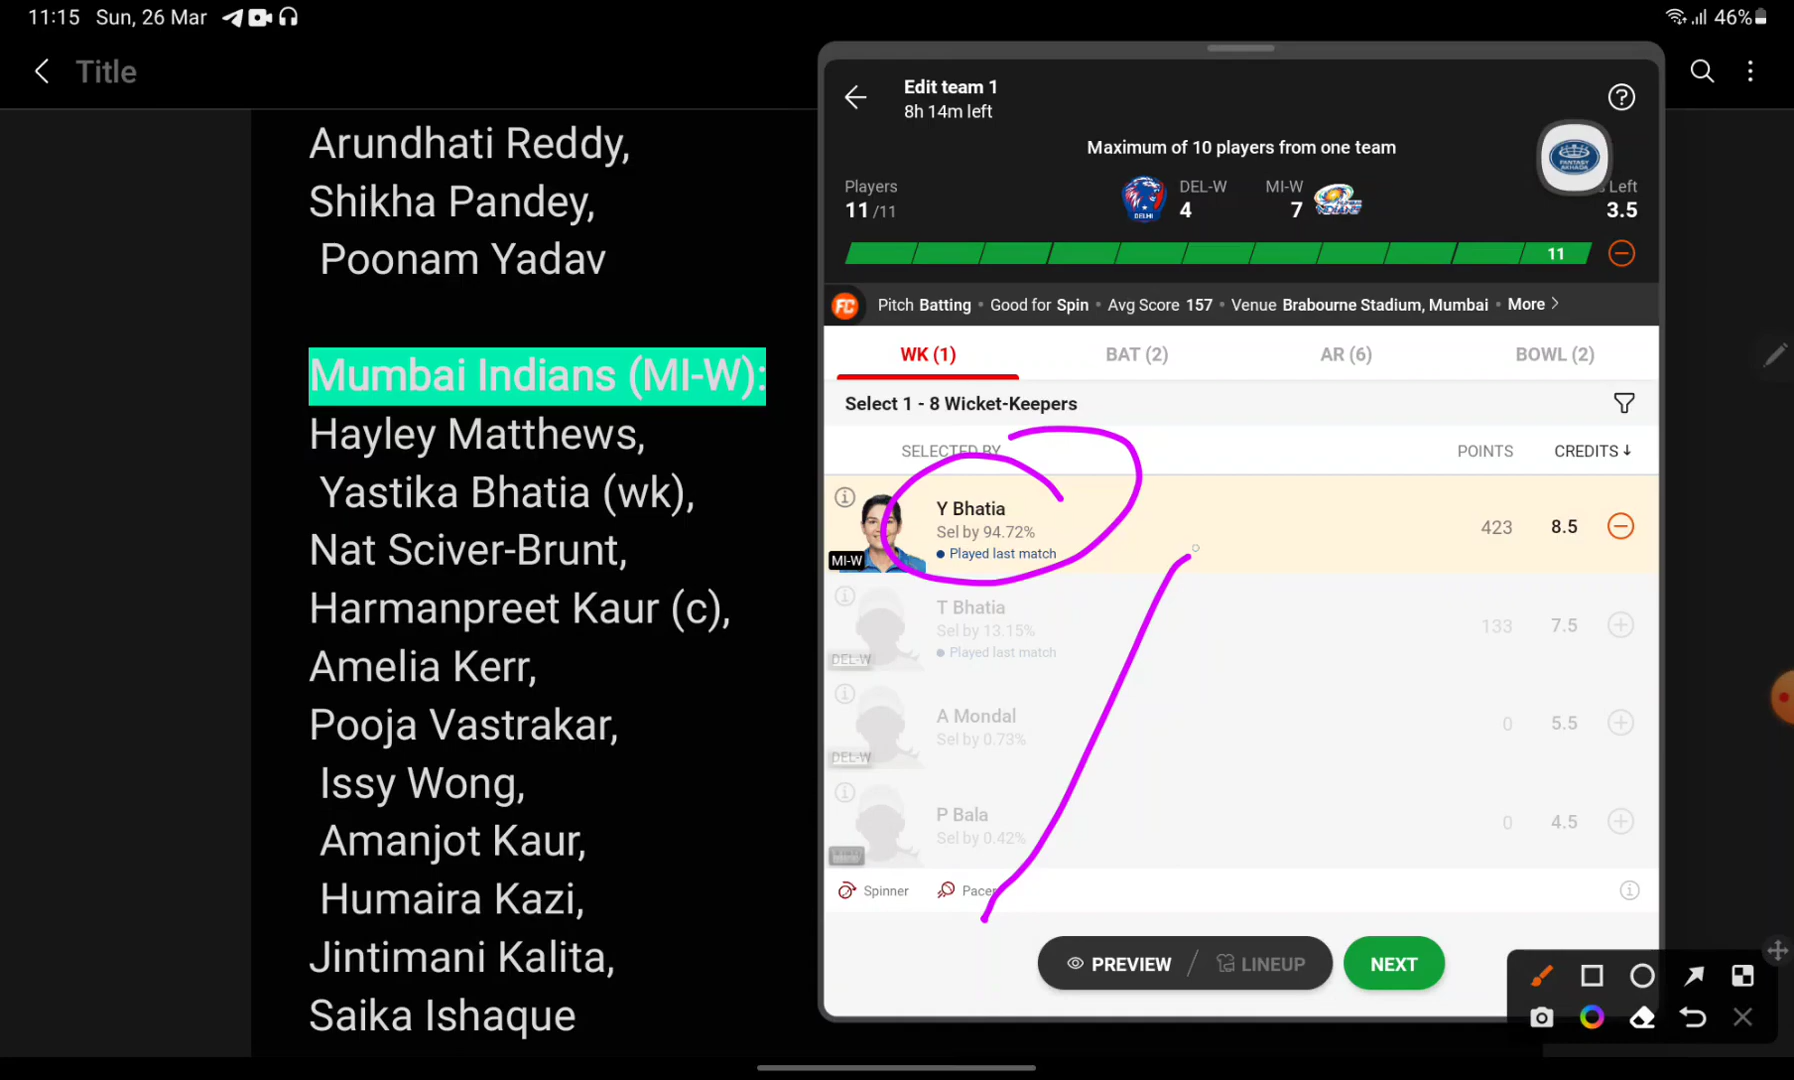 11:15 Sun, 26 Mar
46%
Title
Arundhati Reddy,
Shikha Pandey,
Poonam Yadav
Mumbai Indians (MI-W):
Hayley Matthews,
Yastika Bhatia (wk),
Nat Sciver-Brunt,
Harmanpreet Kaur (c),
Amelia Kerr,
Pooja Vastrakar,
Issy Wong,
Amanjot Kaur,
Humaira Kazi,
Jintimani Kalita,
Saika Ishaque
Edit team 1
8h 14m left
Maximum of 10 players from one team
FANTASY AKHADA
Players DEL-W MI-W Left
11/11 DELHI 4 7 3.5
11
FC Pitch Batting • Good for Spin • Avg Score 157 • Venue Brabourne Stadium, Mumbai • More
WK (1) BAT (2) AR (6) BOWL (2)
Select 1 - 8 Wicket-Keepers
SELECTED BY POINTS CREDITS
Y Bhatia
Sel by 94.72% 423 8.5
Played last match
MI-W
T Bhatia
Sel by 13.15% 133 7.5
Played last match
DEL-W
A Mondal
Sel by 0.73% 0 5.5
DEL-W
P Bala
Sel by 0.42% 0 4.5
Spinner Pacer
PREVIEW / LINEUP NEXT